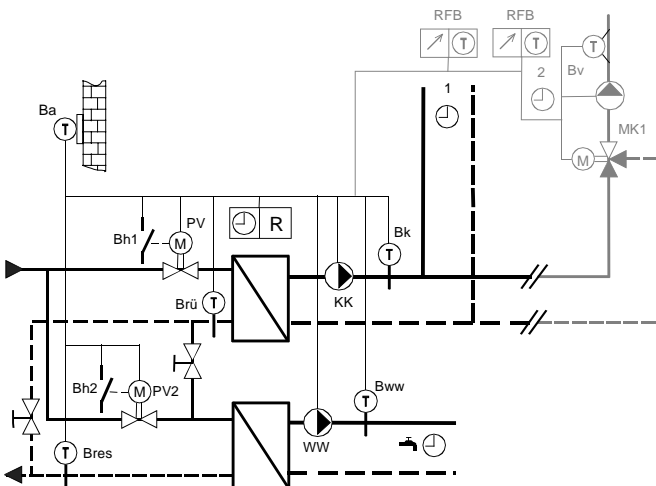 RFB RFB
T T
T
1 2 Bv
Ba
T
MK1
M
PV
R
Bh1 M
Bk
T
Brü T
KK
Bh2 M PV2
Bww
T
T Bres
WW